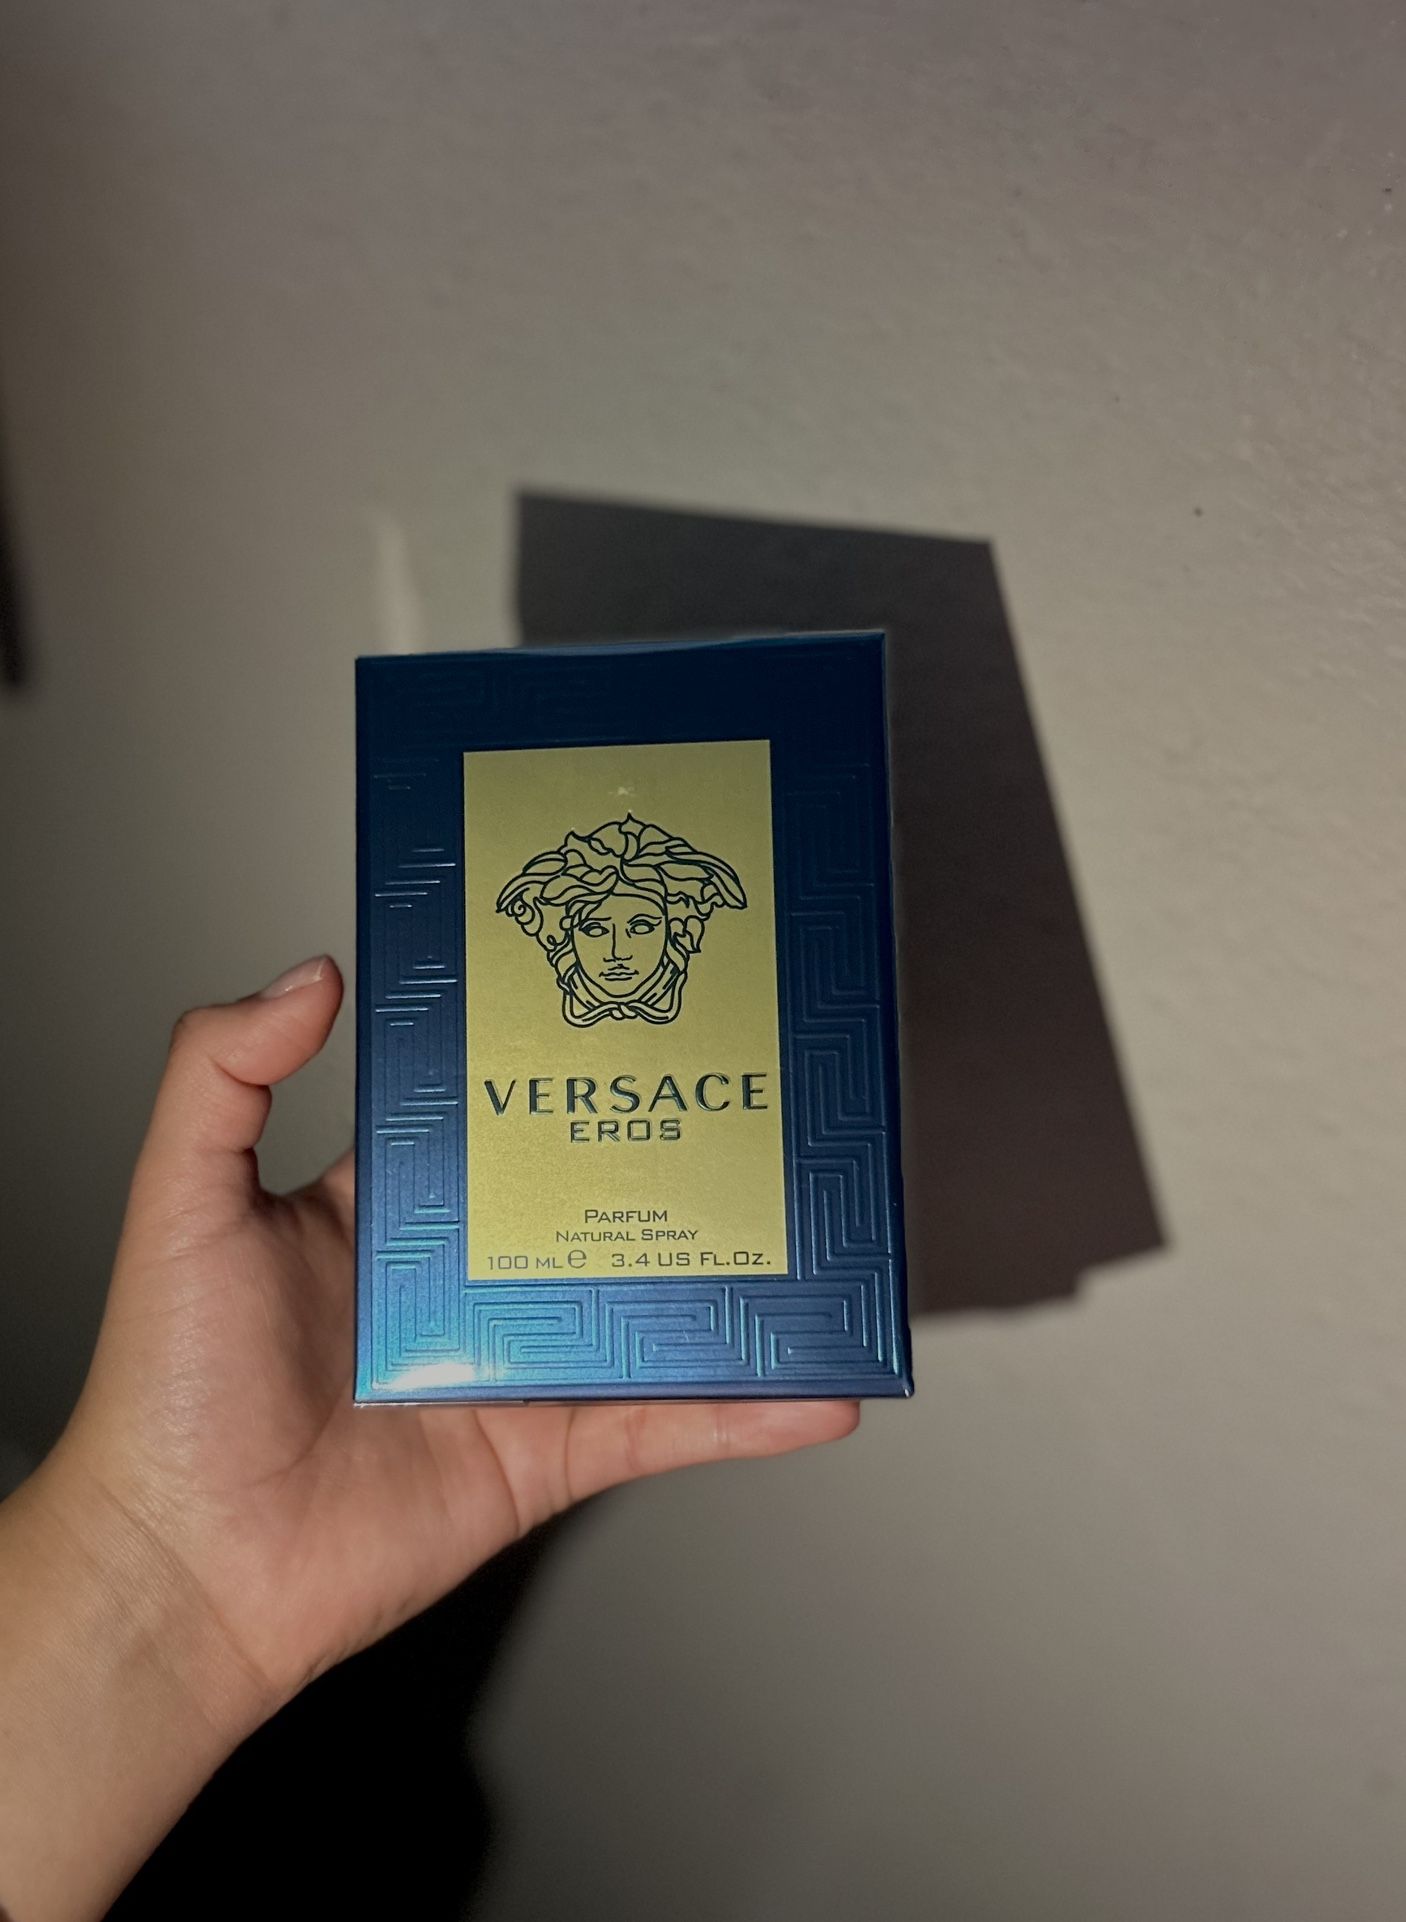 VERSACE
EROS
PARFUM
NATURAL SPRAY
100 ML ℮ 3.4 US FL.OZ.